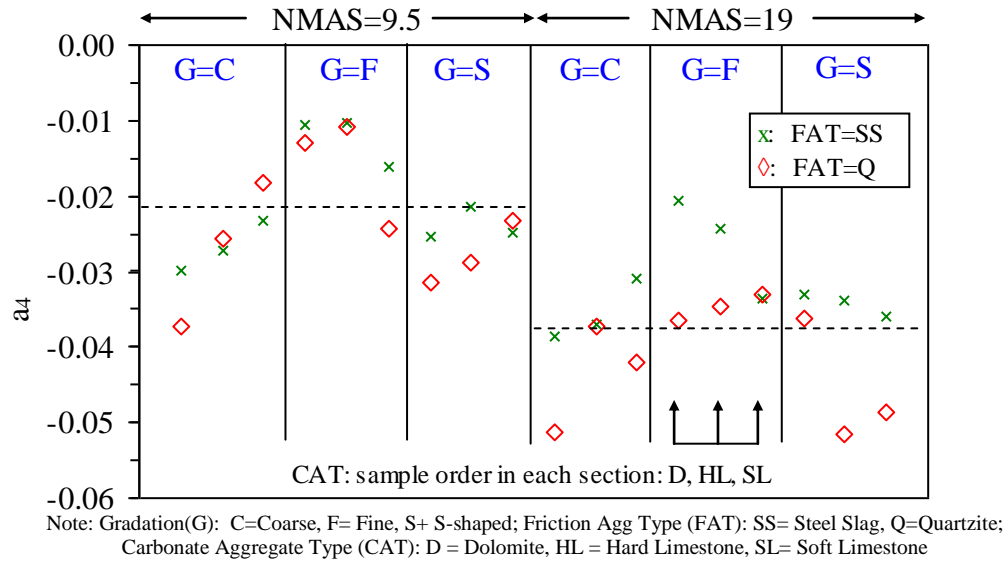 NMAS=9.5 NMAS=19
0.00
G=C G=F G=S G=C G=F G=S
-0.01
x: FAT=SS
◇: FAT=Q
-0.02
-0.03
a4
-0.04
-0.05
CAT: sample order in each section: D, HL, SL
-0.06
Note: Gradation(G): C=Coarse, F= Fine, S+ S-shaped; Friction Agg Type (FAT): SS= Steel Slag, Q=Quartzite;
Carbonate Aggregate Type (CAT): D = Dolomite, HL = Hard Limestone, SL= Soft Limestone